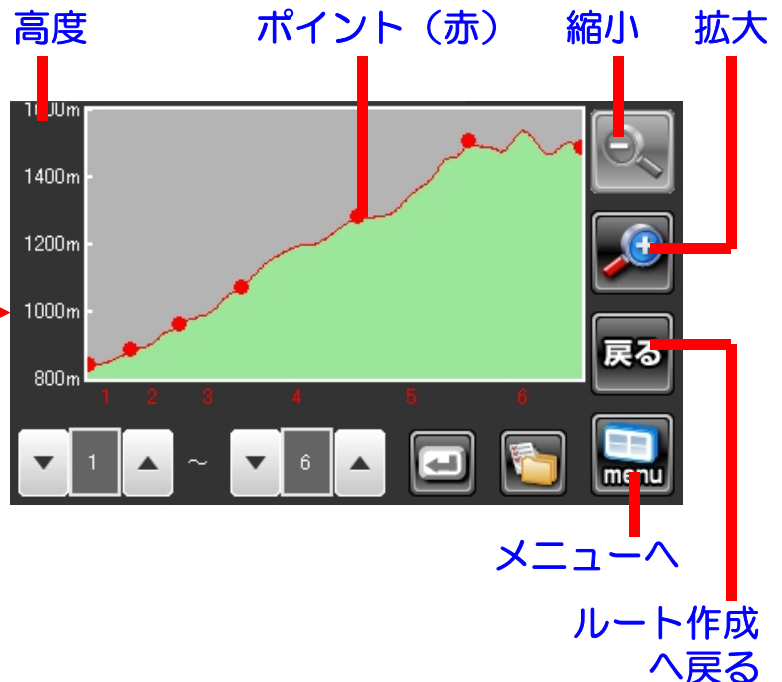 高度 ポイント（赤） 縮小 拡大
1600m
1400m
1200m
1000m
戻る
800m
1 2 3 4 5 6
1 ～ 6
menu
メニューへ
ルート作成
へ戻る